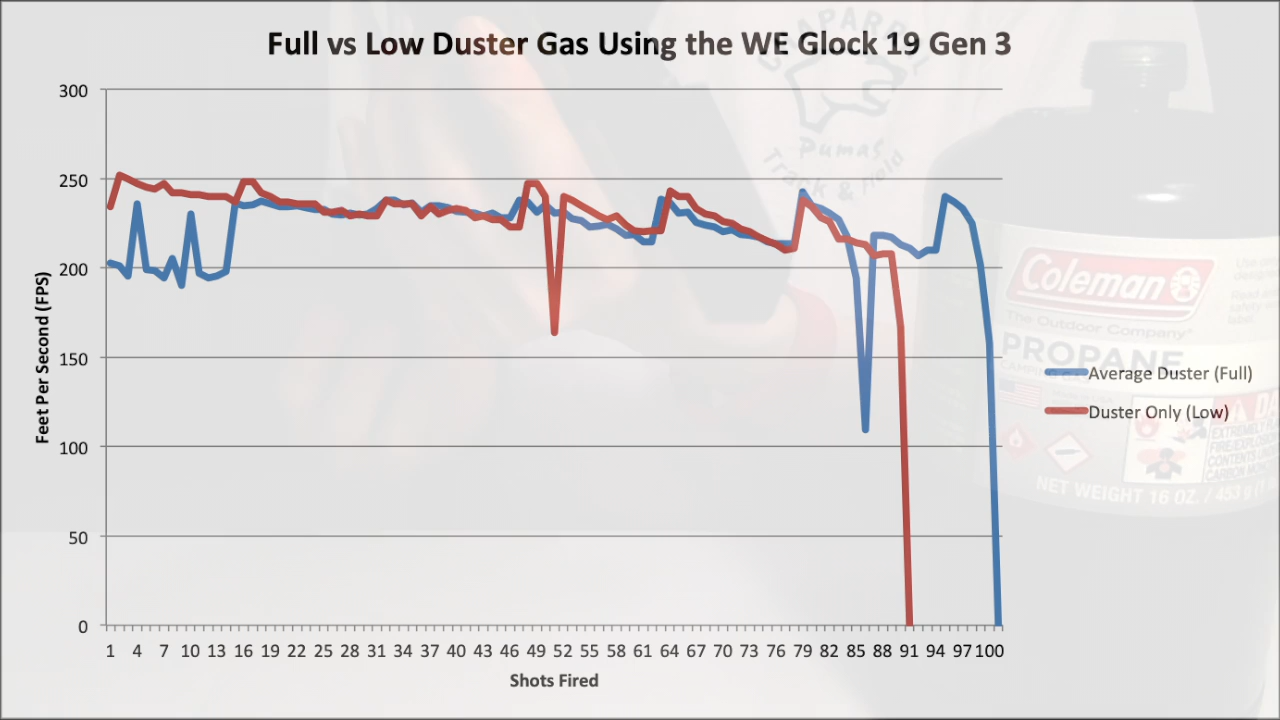 Full vs Low Duster Gas Using the WE Glock 19 Gen 3
CHAPARRAL
Pumas
Track & Field
300
250
200
150
100
50
0
Feet Per Second (FPS)
1 4 7 10 13 16 19 22 25 28 31 34 37 40 43 46 49 52 55 58 61 64 67 70 73 76 79 82 85 88 91 94 97 100
Shots Fired
Coleman
The Outdoor Company
PROPANE
Average Duster (Full)
Duster Only (Low)
NET WEIGHT 16 OZ. / 453 g